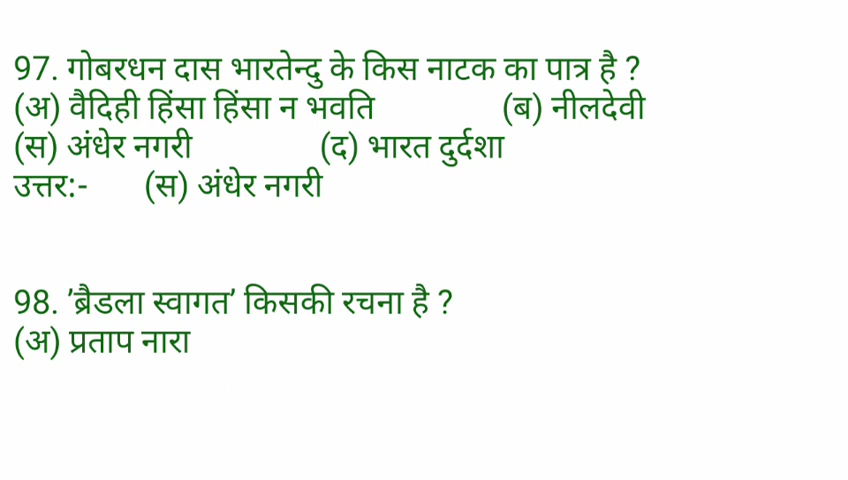 97. गोबरधन दास भारतेन्दु के किस नाटक का पात्र है ?
(अ) वैदिही हिंसा हिंसा न भवति (ब) नीलदेवी
(स) अंधेर नगरी (द) भारत दुर्दशा
उत्तर:- (स) अंधेर नगरी
98. ’ब्रैडला स्वागत’ किसकी रचना है ?
(अ) प्रताप नारा